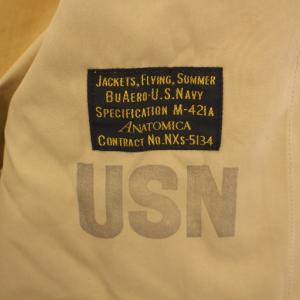 Jackets, Flying, Summer
BuAero-U.S.Navy
Specification M-421A
Anatomica
Contract No.NXs-5134
USN